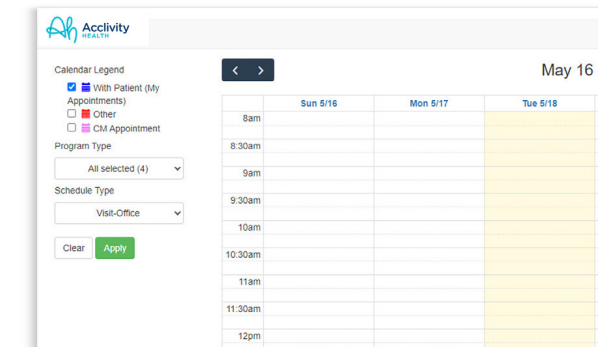 Acclivity
HEALTH
Calendar Legend
With Patient (My
Appointments)
Other
CM Appointment
Program Type
All selected (4)
Schedule Type
Visit-Office
Clear Apply
May 16
Sun 5/16 Mon 5/17 Tue 5/18
8am
8:30am
9am
9:30am
10am
10:30am
11am
11:30am
12pm